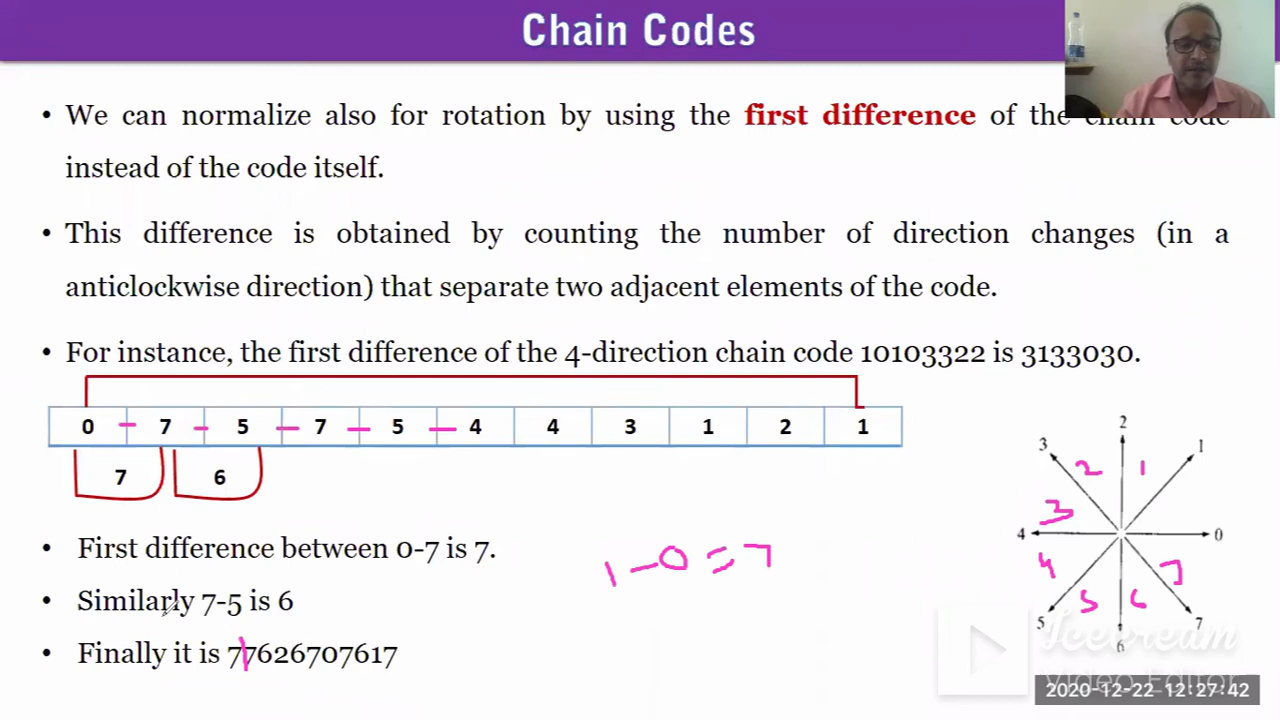 Chain Codes
• We can normalize also for rotation by using the first difference of the chain code
instead of the code itself.
• This difference is obtained by counting the number of direction changes (in a
anticlockwise direction) that separate two adjacent elements of the code.
• For instance, the first difference of the 4-direction chain code 10103322 is 3133030.
0 - 7 - 5 - 7 - 5 - 4 4 3 1 2 1
7 6
• First difference between 0-7 is 7.
• Similarly 7-5 is 6
• Finally it is 77626707617
1 - 0 = 7
2
3 1
2 1
3
4 0
4 7
5 6
5 7
6
Icecream
Video Editor
2020-12-22 12:27:42